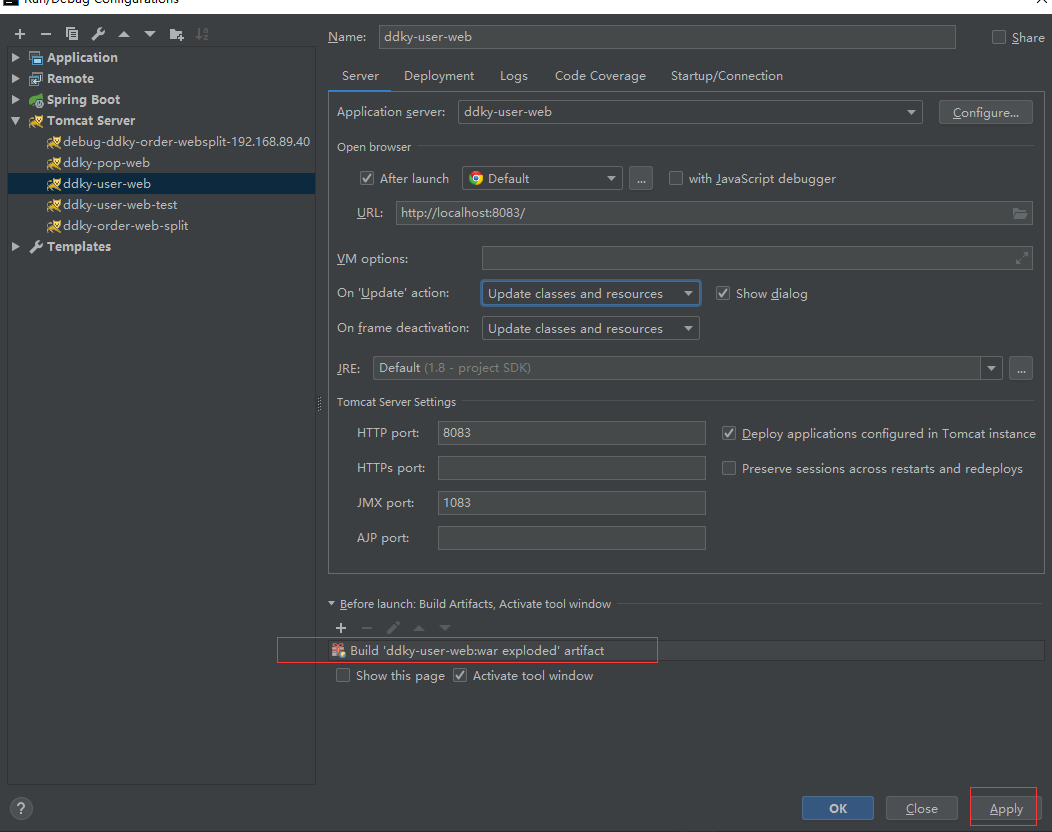 Run/Debug Configurations
Name: ddky-user-web Share
Application
Remote
Spring Boot
Tomcat Server
debug-ddky-order-websplit-192.168.89.40
ddky-pop-web
ddky-user-web
ddky-user-web-test
ddky-order-web-split
Templates
Server Deployment Logs Code Coverage Startup/Connection
Application server: ddky-user-web Configure...
Open browser
After launch Default ... with JavaScript debugger
URL: http://localhost:8083/
VM options:
On 'Update' action: Update classes and resources Show dialog
On frame deactivation: Update classes and resources
JRE: Default (1.8 - project SDK) ...
Tomcat Server Settings
HTTP port: 8083 Deploy applications configured in Tomcat instance
HTTPs port: Preserve sessions across restarts and redeploys
JMX port: 1083
AJP port:
Before launch: Build Artifacts, Activate tool window
Build 'ddky-user-web:war exploded' artifact
Show this page Activate tool window
? OK Close Apply